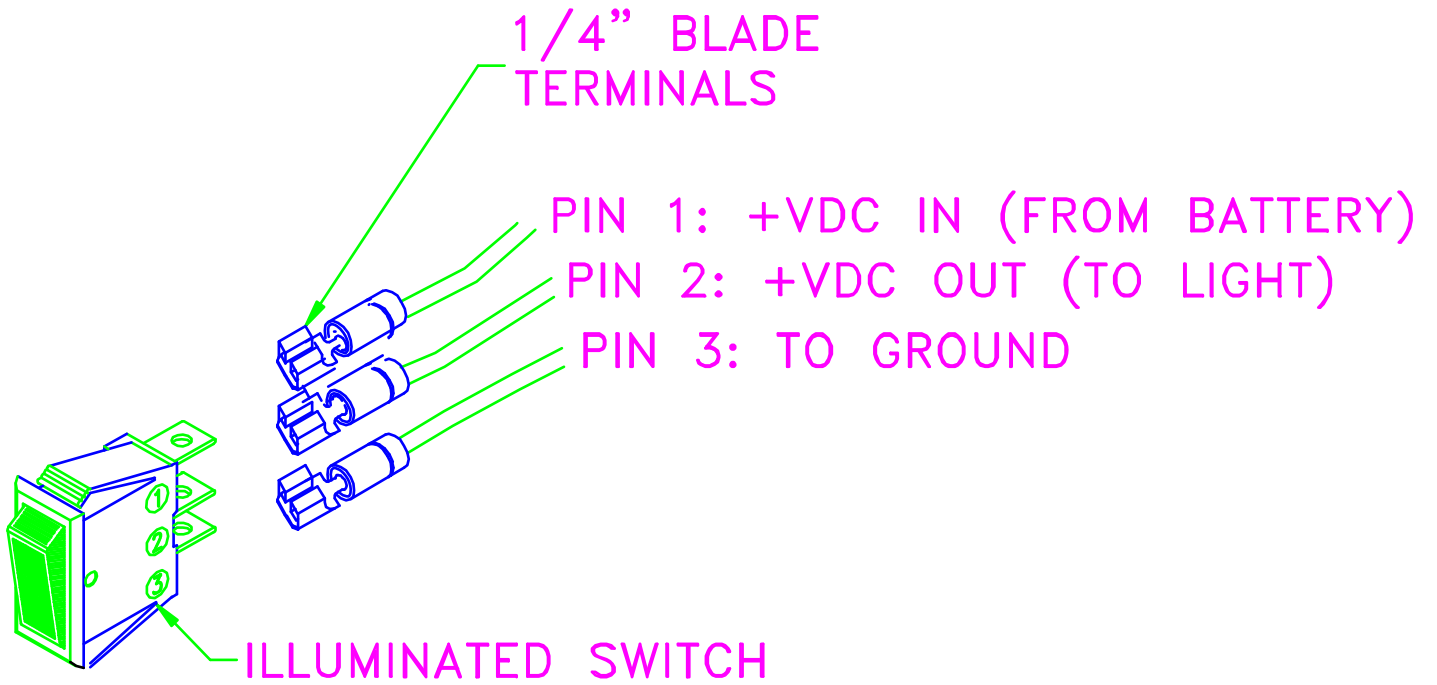 1/4” BLADE
TERMINALS
PIN 1: +VDC IN (FROM BATTERY)
PIN 2: +VDC OUT (TO LIGHT)
PIN 3: TO GROUND
1
2
3
ILLUMINATED SWITCH